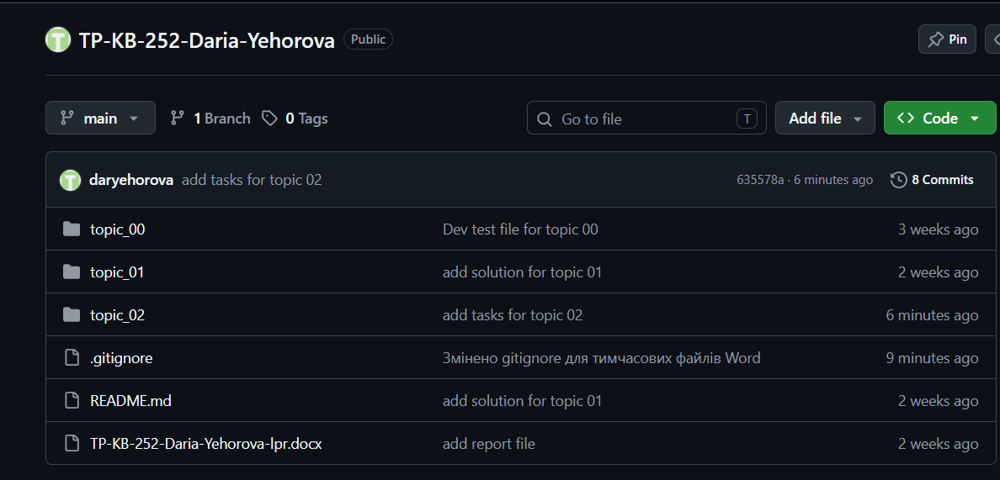 TP-KB-252-Daria-Yehorova Public Pin
main 1 Branch 0 Tags Go to file T Add file Code
daryehorova add tasks for topic 02 635578a · 6 minutes ago 8 Commits
topic_00 Dev test file for topic 00 3 weeks ago
topic_01 add solution for topic 01 2 weeks ago
topic_02 add tasks for topic 02 6 minutes ago
.gitignore Змінено gitignore для тимчасових файлів Word 9 minutes ago
README.md add solution for topic 01 2 weeks ago
TP-KB-252-Daria-Yehorova-lpr.docx add report file 2 weeks ago